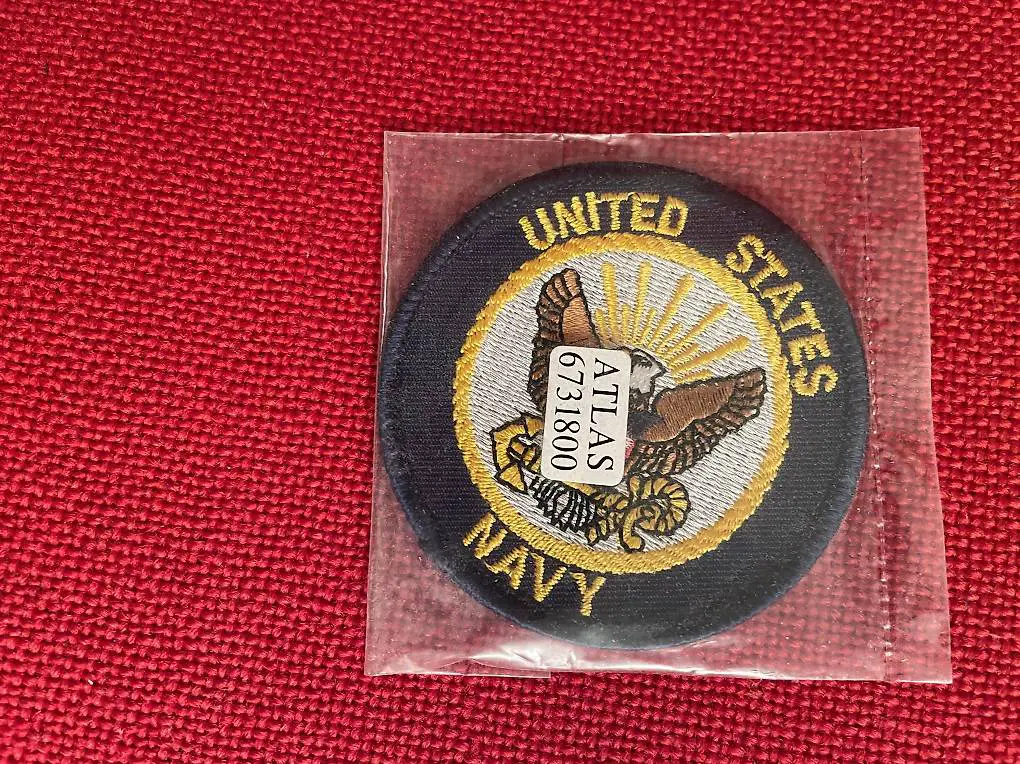 UNITED STATES
ATLAS
6731800
NAVY